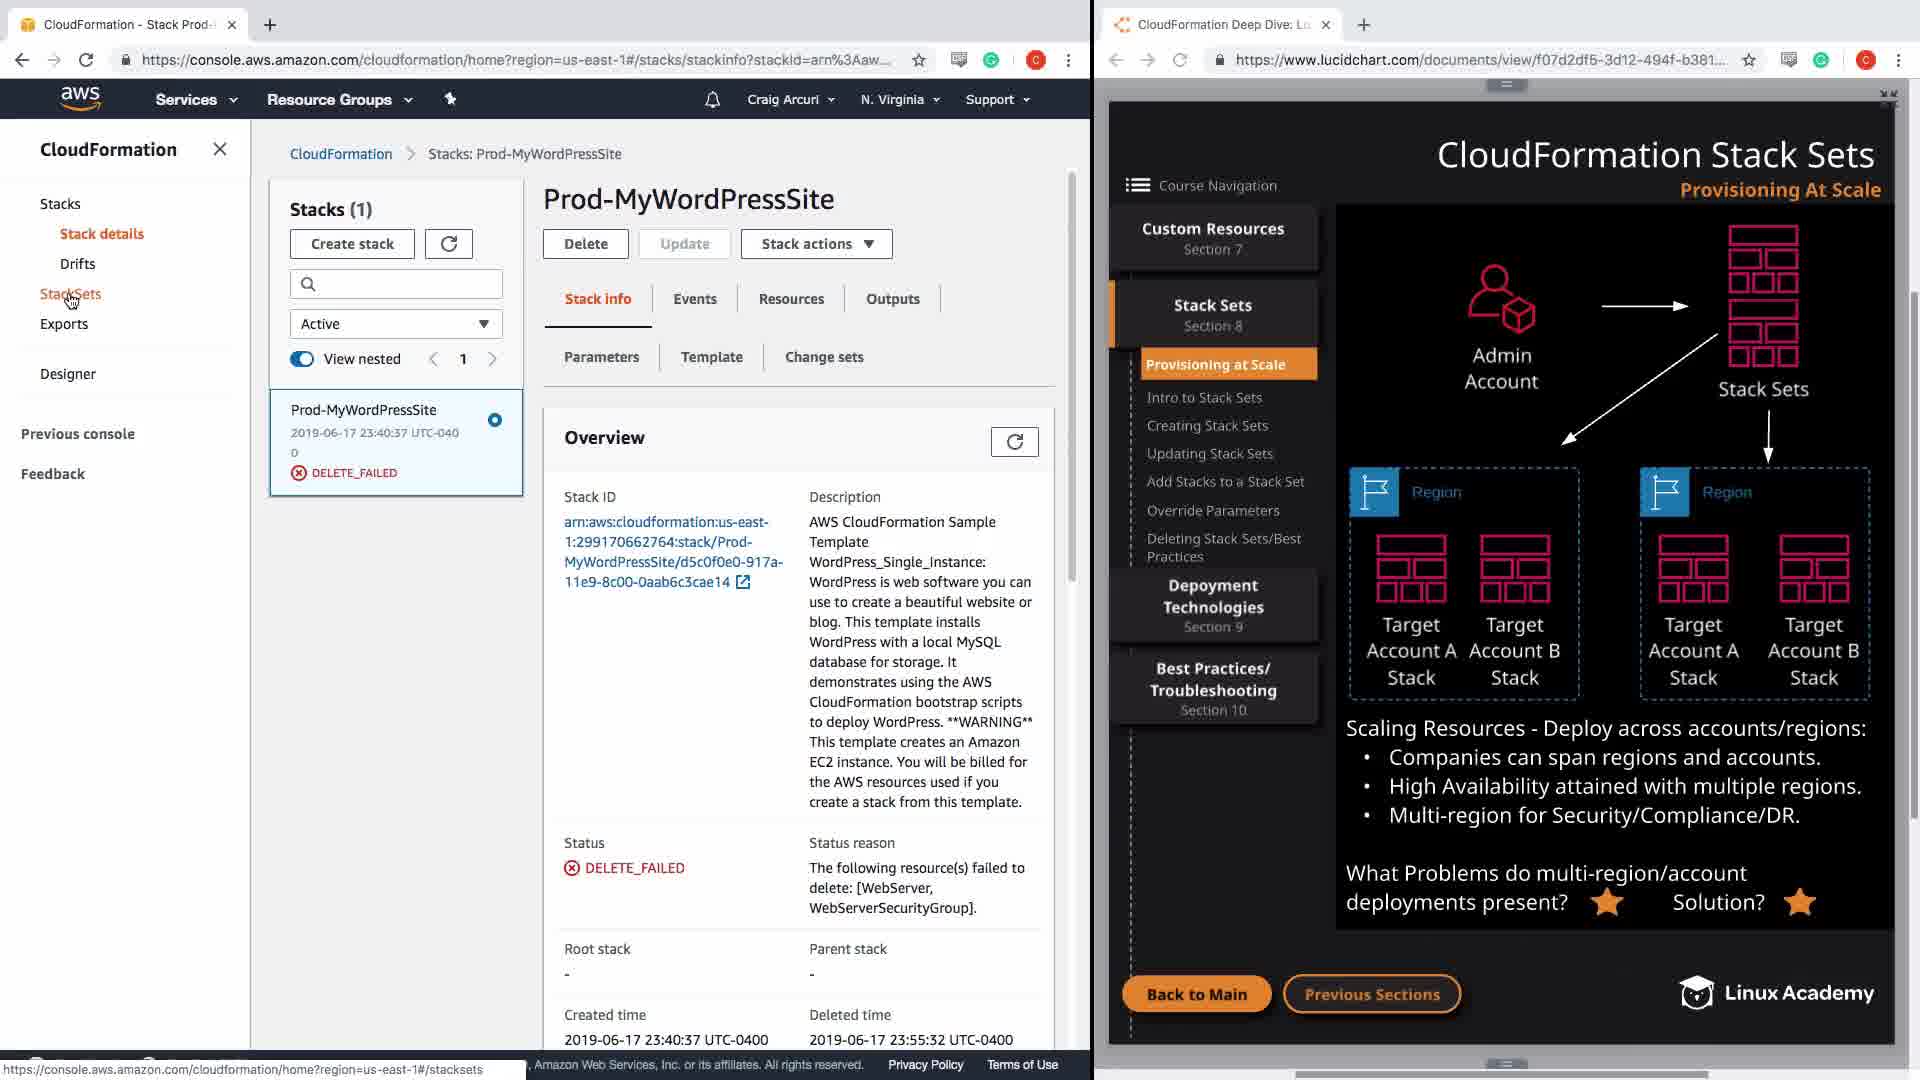 CloudFormation - Stack Prod-
https://console.aws.amazon.com/cloudformation/home?region=us-east-1#/stacks/stackinfo?stackId=arn%3Aaw...
C
aws
Services
Resource Groups
Craig Arcuri
N. Virginia
Support
CloudFormation
Stacks
Stack details
Drifts
StackSets
Exports
Designer
Previous console
Feedback
CloudFormation
Stacks: Prod-MyWordPressSite
Stacks (1)
Create stack
Active
View nested
1
Prod-MyWordPressSite
2019-06-17 23:40:37 UTC-040
0
DELETE_FAILED
Prod-MyWordPressSite
Delete
Update
Stack actions
Stack info
Events
Resources
Outputs
Parameters
Template
Change sets
Overview
Stack ID
arn:aws:cloudformation:us-east-
1:299170662764:stack/Prod-
MyWordPressSite/d5c0f0e0-917a-
11e9-8c00-0aab6c3cae14
Description
AWS CloudFormation Sample
Template
WordPress_Single_Instance:
WordPress is web software you can
use to create a beautiful website or
blog. This template installs
WordPress with a local MySQL
database for storage. It
demonstrates using the AWS
CloudFormation bootstrap scripts
to deploy WordPress. **WARNING**
This template creates an Amazon
EC2 instance. You will be billed for
the AWS resources used if you
create a stack from this template.
Status
DELETE_FAILED
Status reason
The following resource(s) failed to
delete: [WebServer,
WebServerSecurityGroup].
Root stack
-
Parent stack
-
Created time
2019-06-17 23:40:37 UTC-0400
Deleted time
2019-06-17 23:55:32 UTC-0400
https://console.aws.amazon.com/cloudformation/home?region=us-east-1#/stacksets
, Amazon Web Services, Inc. or its affiliates. All rights reserved.
Privacy Policy
Terms of Use
CloudFormation Deep Dive: Lu
https://www.lucidchart.com/documents/view/f07d2df5-3d12-494f-b381...
C
CloudFormation Stack Sets
Provisioning At Scale
Course Navigation
Custom Resources
Section 7
Stack Sets
Section 8
Provisioning at Scale
Intro to Stack Sets
Creating Stack Sets
Updating Stack Sets
Add Stacks to a Stack Set
Override Parameters
Deleting Stack Sets/Best
Practices
Depoyment
Technologies
Section 9
Best Practices/
Troubleshooting
Section 10
Admin
Account
Stack Sets
Region
Target
Account A
Stack
Target
Account B
Stack
Region
Target
Account A
Stack
Target
Account B
Stack
Scaling Resources - Deploy across accounts/regions:
• Companies can span regions and accounts.
• High Availability attained with multiple regions.
• Multi-region for Security/Compliance/DR.
What Problems do multi-region/account
deployments present?
Solution?
Back to Main
Previous Sections
Linux Academy